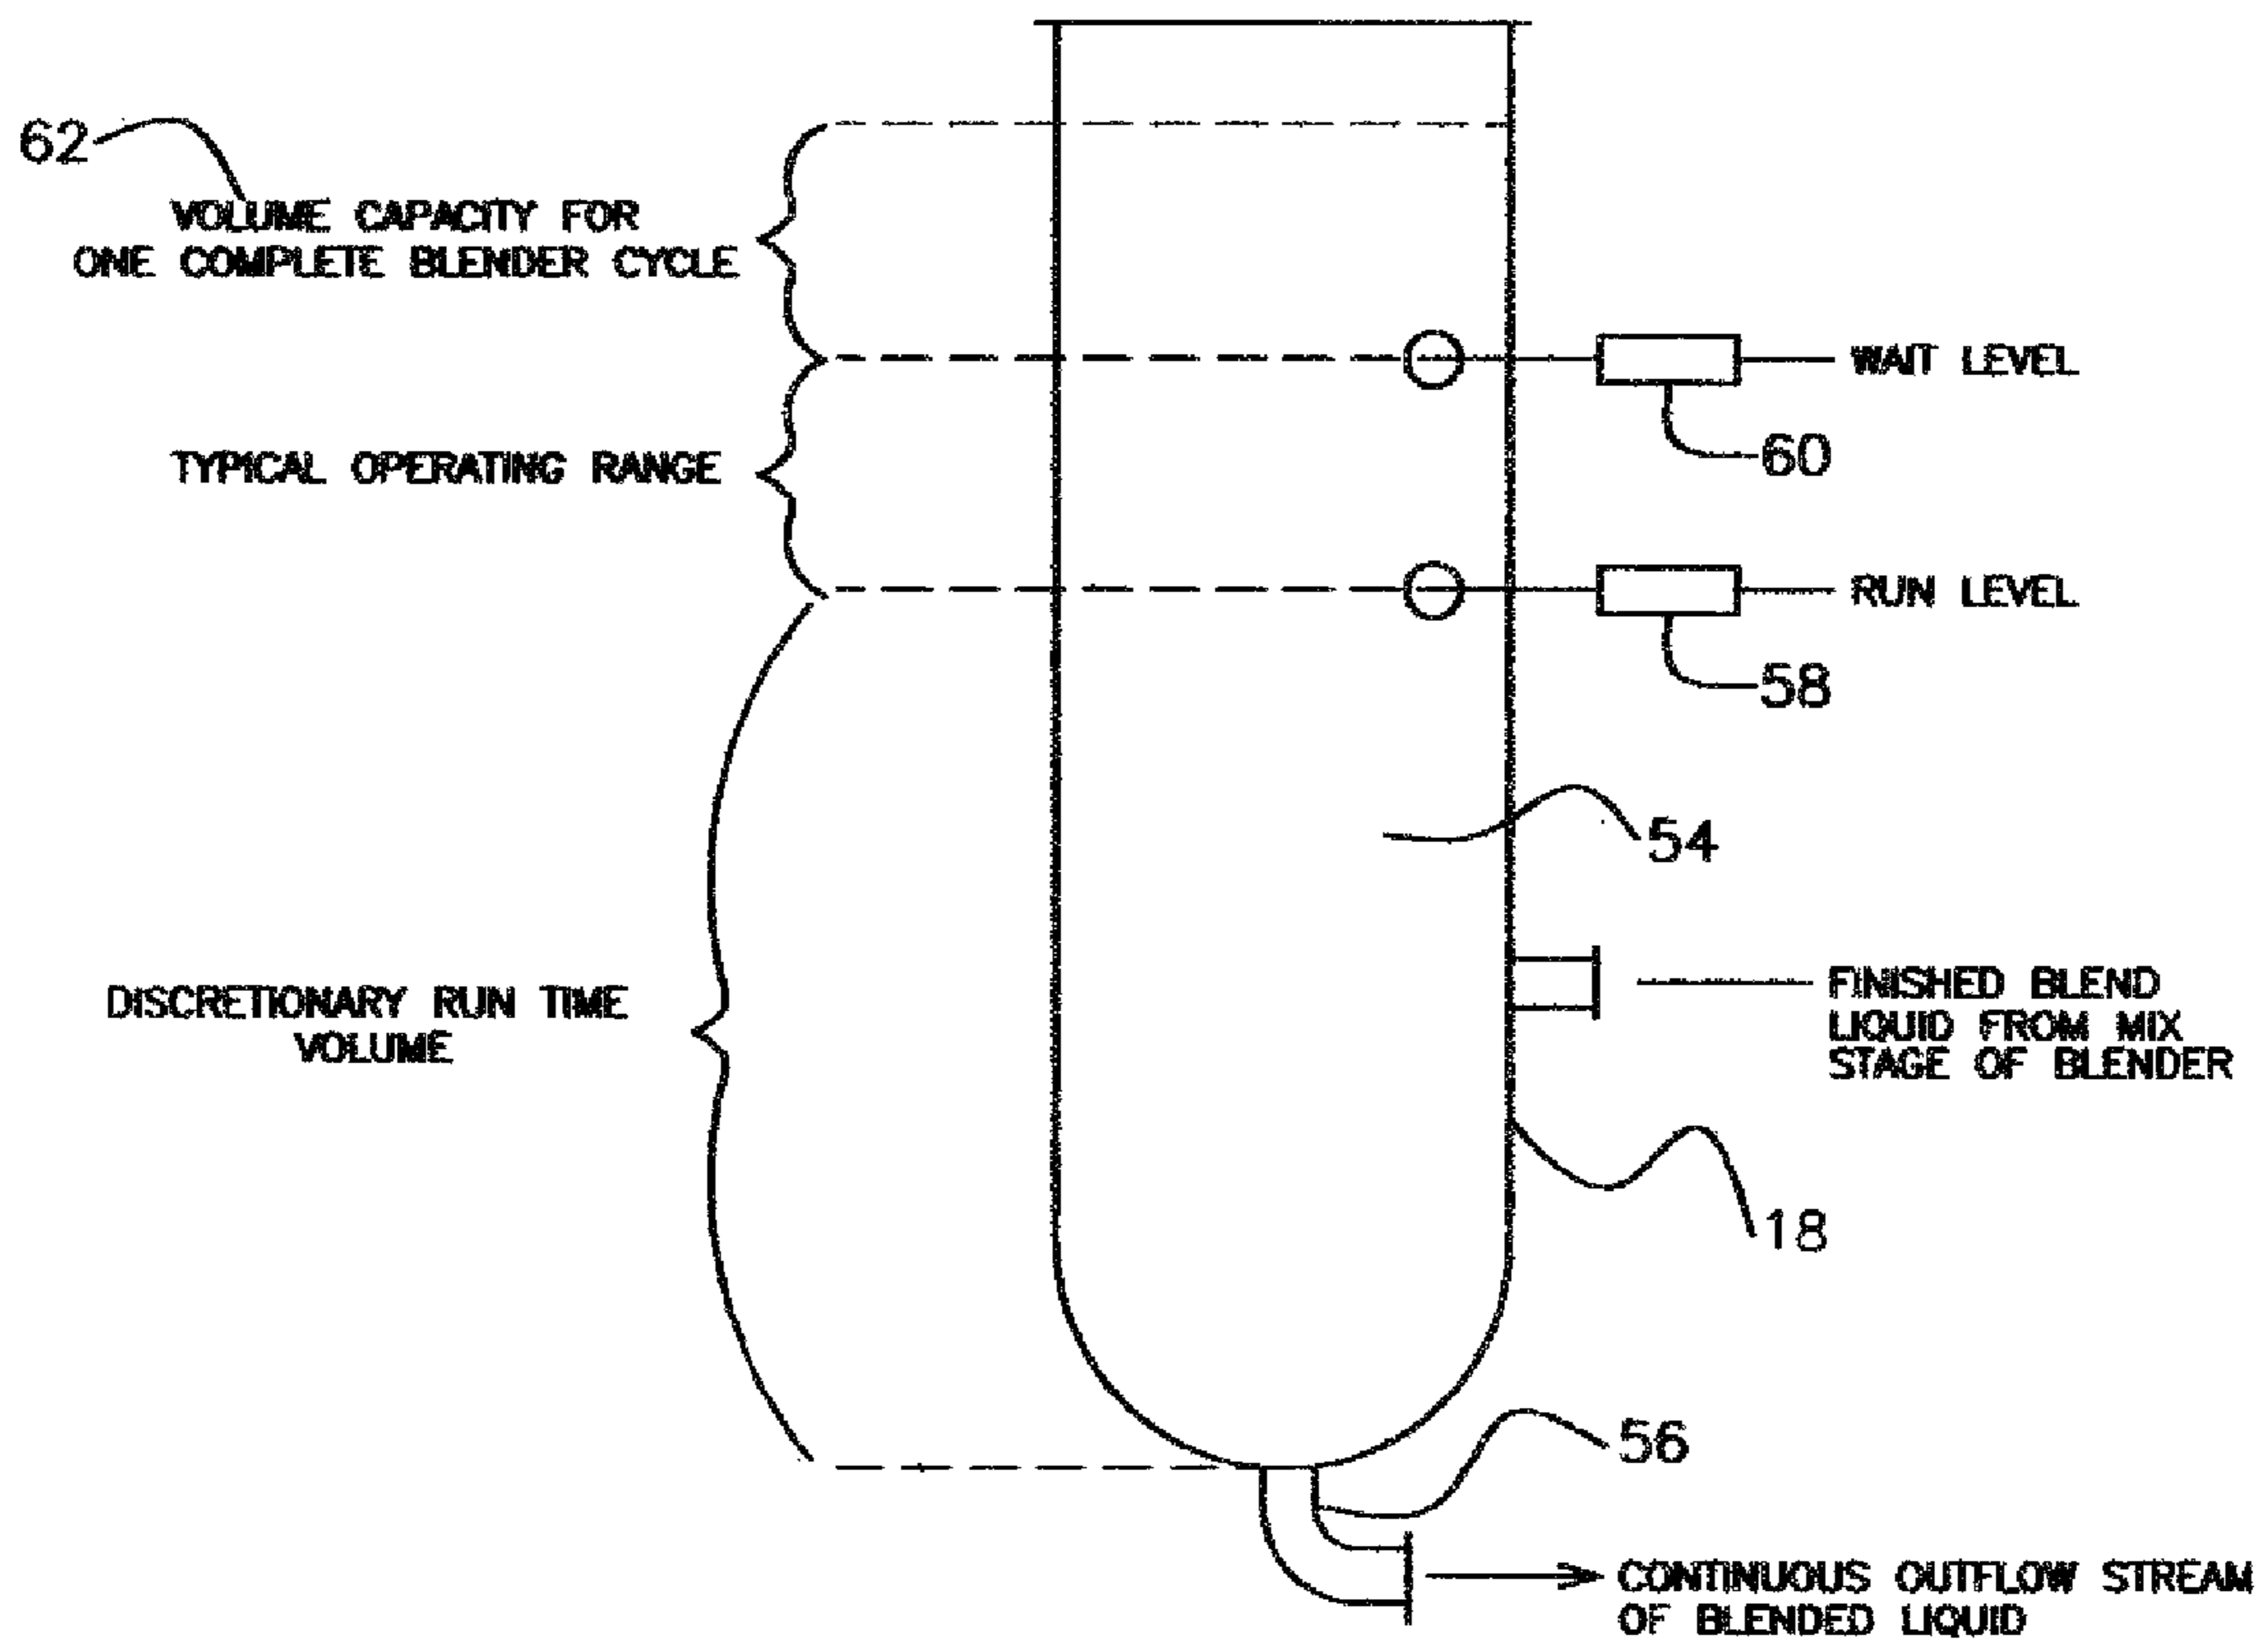 62
VOLUME CAPACITY FOR
ONE COMPLETE BLENDER CYCLE
WAIT LEVEL
60
TYPICAL OPERATING RANGE
RUN LEVEL
58
54
DISCRETIONARY RUN TIME
VOLUME
FINISHED BLEND
LIQUID FROM MIX
STAGE OF BLENDER
18
56
CONTINUOUS OUTFLOW STREAM
OF BLENDED LIQUID